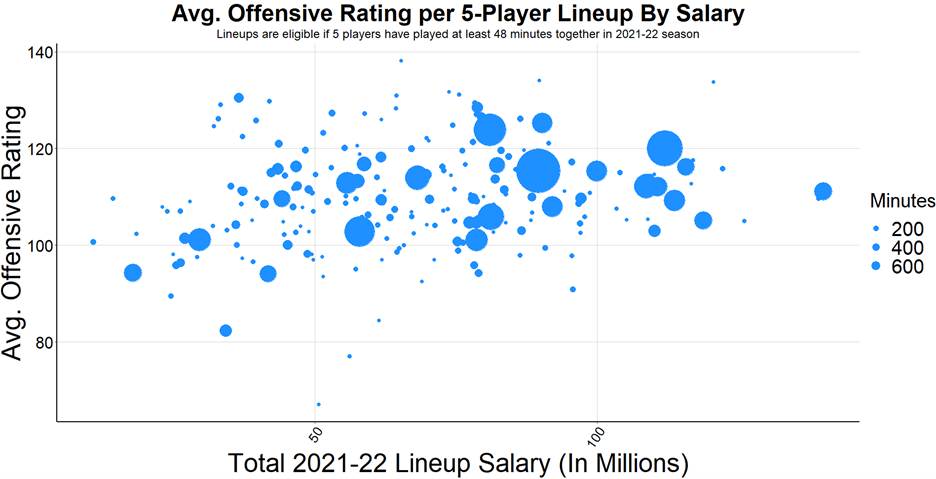 Avg. Offensive Rating per 5-Player Lineup By Salary
Lineups are eligible if 5 players have played at least 48 minutes together in 2021-22 season
Avg. Offensive Rating
140
120
100
80
50
100
Total 2021-22 Lineup Salary (In Millions)
Minutes
200
400
600